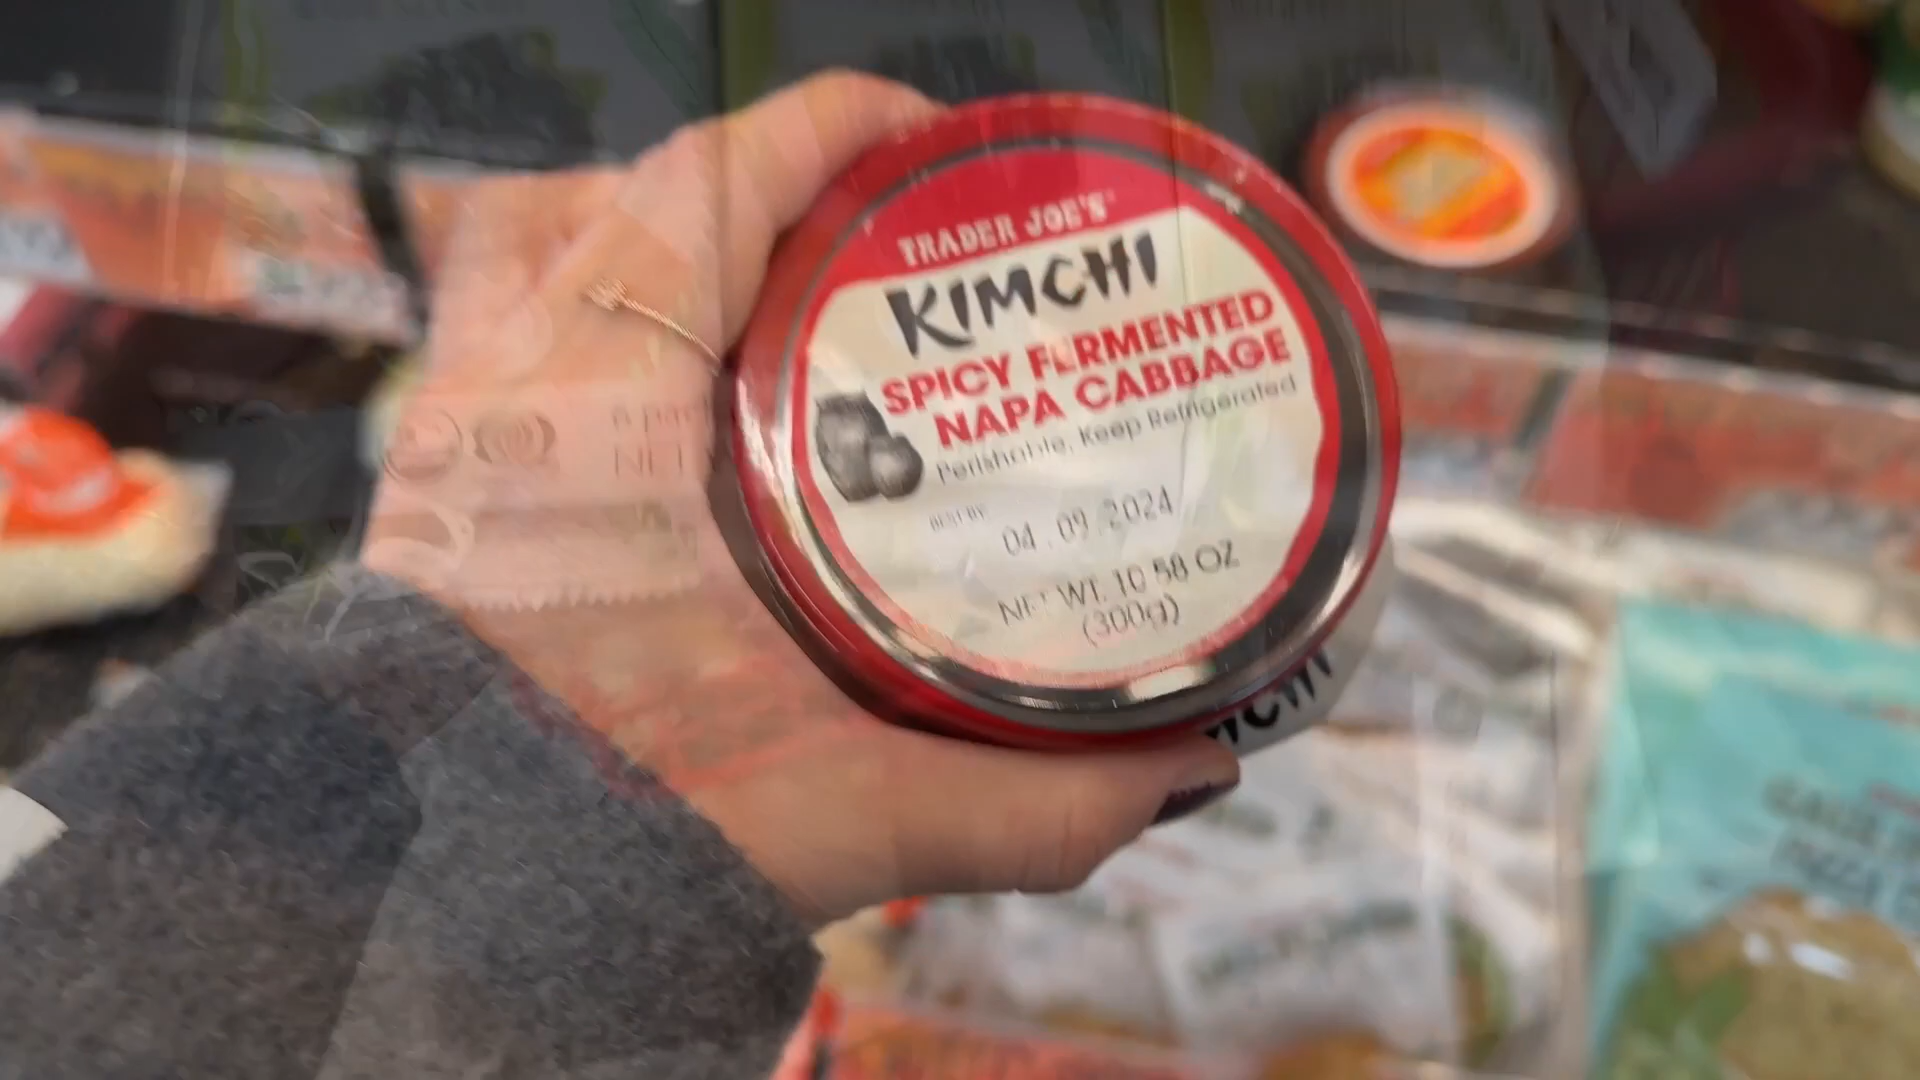 TRADER JOE'S
KIMCHI
SPICY FERMENTED
NAPA CABBAGE
Perishable, Keep Refrigerated
BEST BY:
04.09.2024
NET WT. 10.58 OZ
(300g)